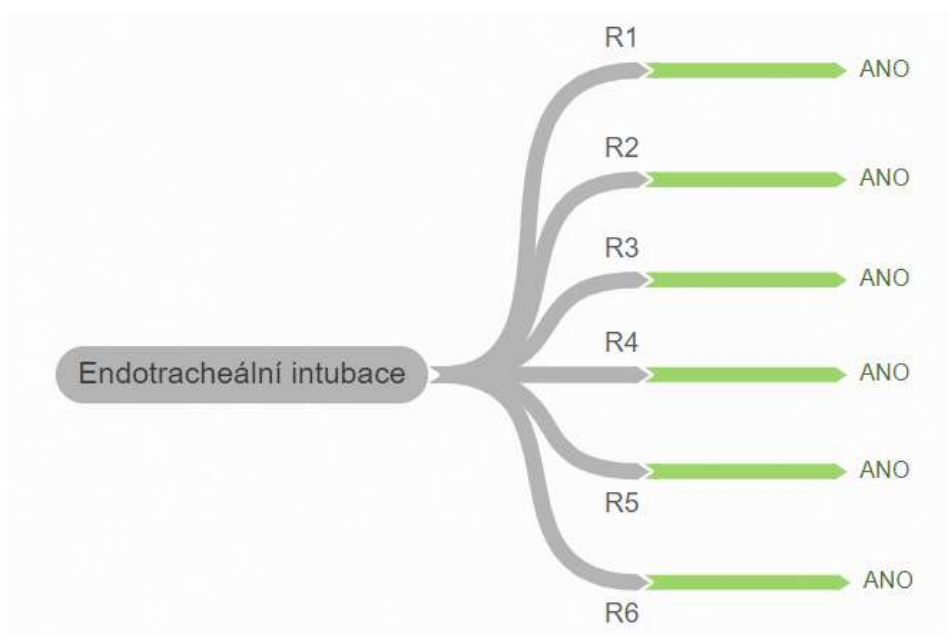 R1
ANO
R2
ANO
R3
ANO
R4
Endotracheální intubace
ANO
ANO
R5
ANO
R6